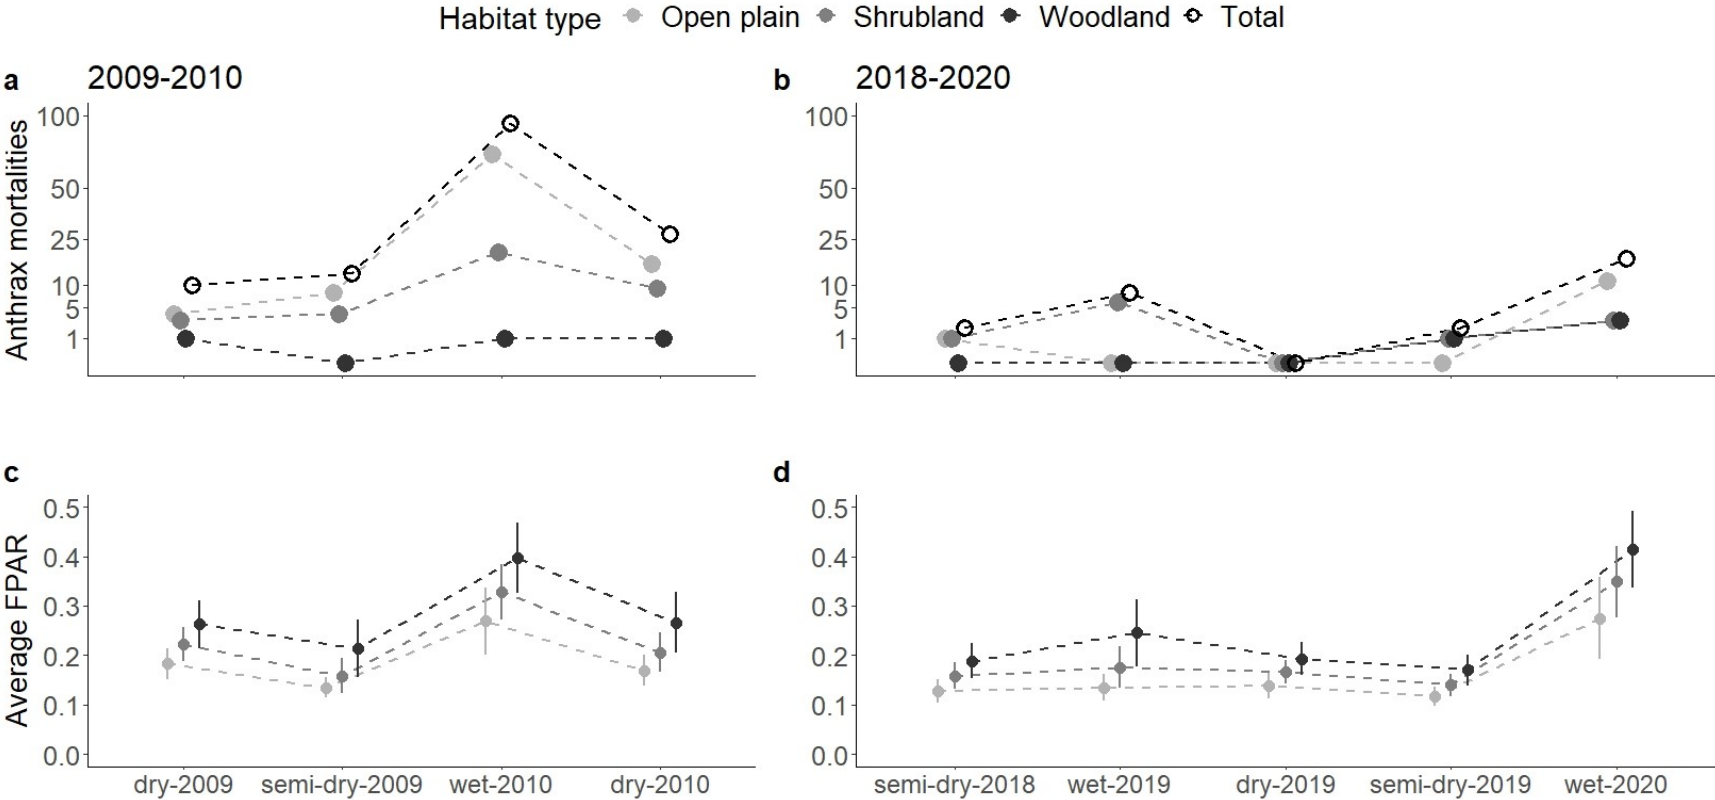 Habitat type Open plain Shrubland Woodland Total
a 2009-2010
b 2018-2020
Anthrax mortalities
100
50
25
10
5
1
100
50
25
10
5
1
c
d
Average FPAR
0.5
0.4
0.3
0.2
0.1
0.0
0.5
0.4
0.3
0.2
0.1
0.0
dry-2009 semi-dry-2009 wet-2010 dry-2010
semi-dry-2018 wet-2019 dry-2019 semi-dry-2019 wet-2020